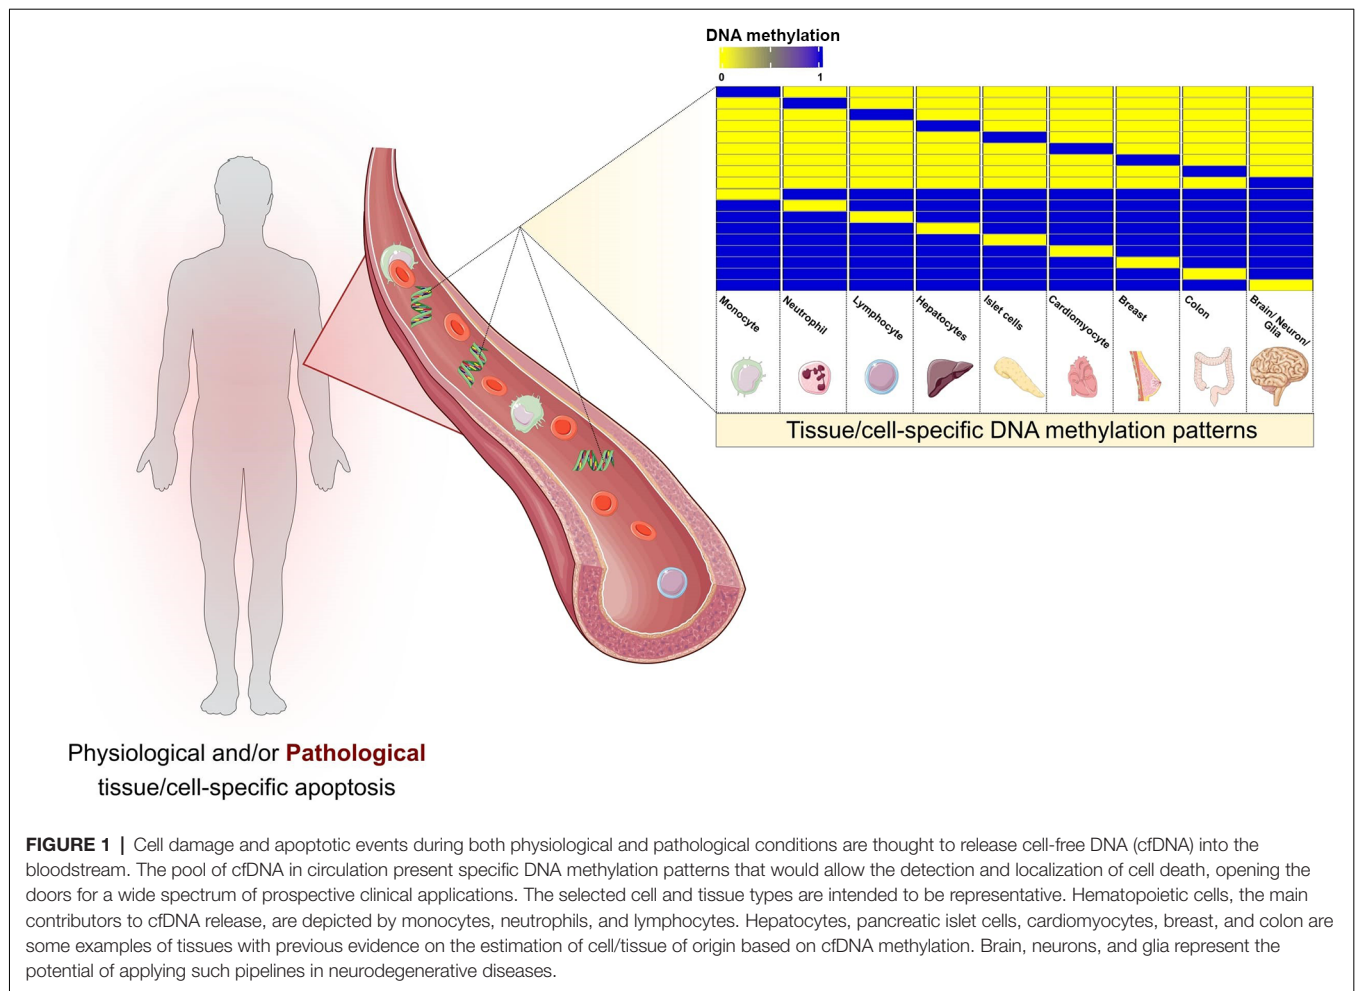 DNA methylation
0 1
Monocyte
Neutrophil
Lymphocyte
Hepatocytes
Islet cells
Cardiomyocyte
Breast
Colon
Brain/ Neuron/
Glia
Tissue/cell-specific DNA methylation patterns
Physiological and/or Pathological
tissue/cell-specific apoptosis
FIGURE 1 | Cell damage and apoptotic events during both physiological and pathological conditions are thought to release cell-free DNA (cfDNA) into the
bloodstream. The pool of cfDNA in circulation present specific DNA methylation patterns that would allow the detection and localization of cell death, opening the
doors for a wide spectrum of prospective clinical applications. The selected cell and tissue types are intended to be representative. Hematopoietic cells, the main
contributors to cfDNA release, are depicted by monocytes, neutrophils, and lymphocytes. Hepatocytes, pancreatic islet cells, cardiomyocytes, breast, and colon are
some examples of tissues with previous evidence on the estimation of cell/tissue of origin based on cfDNA methylation. Brain, neurons, and glia represent the
potential of applying such pipelines in neurodegenerative diseases.